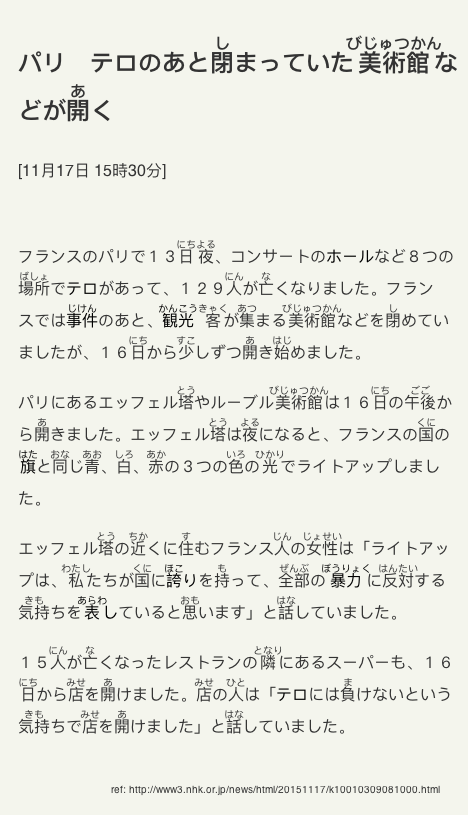 パリ　テロのあと閉まっていた美術館な
どが開く
[11月17日 15時30分]
フランスのパリで１３日夜、コンサートのホールなど８つの
場所でテロがあって、１２９人が亡くなりました。フラン
スでは事件のあと、観光客が集まる美術館などを閉めてい
ましたが、１６日から少しずつ開き始めました。
パリにあるエッフェル塔やルーブル美術館は１６日の午後か
ら開きました。エッフェル塔は夜になると、フランスの国の
旗と同じ青、白、赤の３つの色の光でライトアップしまし
た。
エッフェル塔の近くに住むフランス人の女性は「ライトアッ
プは、私たちが国に誇りを持って、全部の暴力に反対する
気持ちを表していると思います」と話していました。
１５人が亡くなったレストランの隣にあるスーパーも、１６
日から店を開けました。店の人は「テロには負けないという
気持ちで店を開けました」と話していました。
ref: http://www3.nhk.or.jp/news/html/20151117/k10010309081000.html